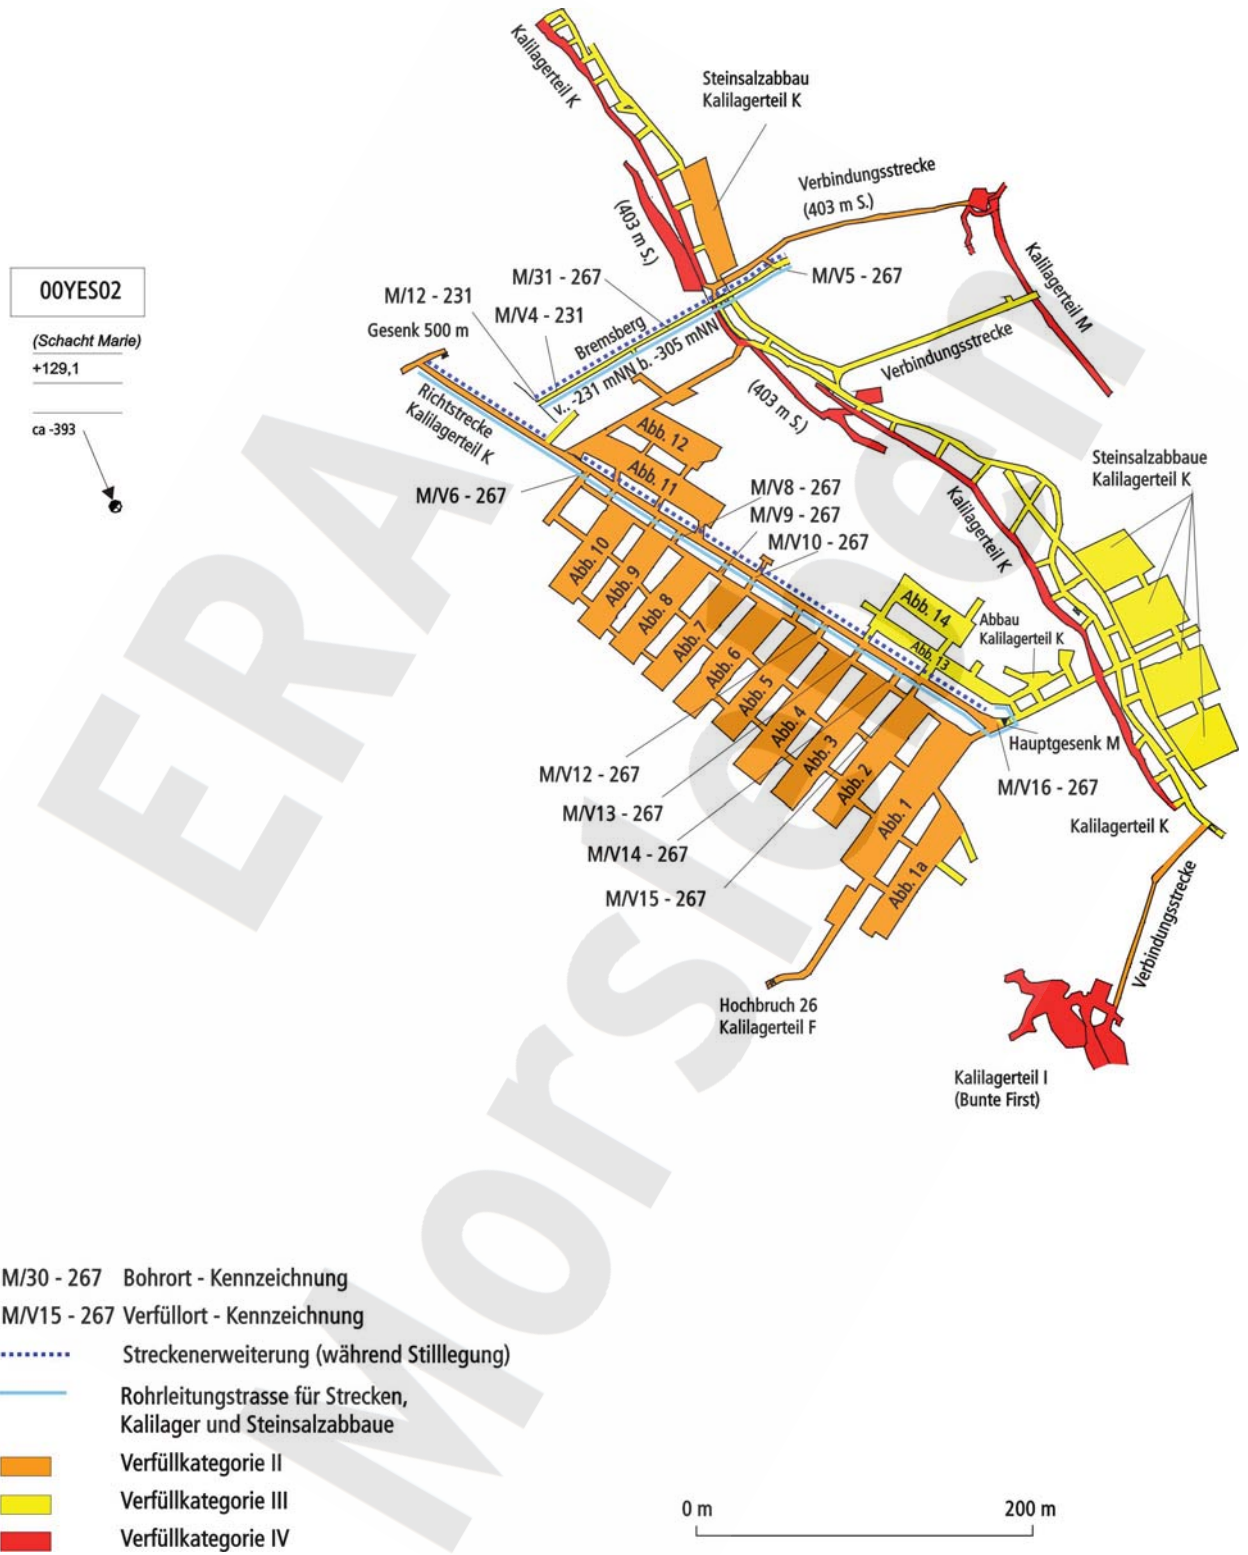 Kalilagerteil K
Steinsalzabbau
Kalilagerteil K
Verbindungsstrecke
(403 m S.)
(403 m S.)
00YES02
(Schacht Marie)
+129,1
ca -393
M/31 - 267
M/V5 - 267
M/12 - 231
M/V4 - 231
Gesenk 500 m
Bremsberg
v.. -231 mNN b. -305 mNN
Kalilagerteil M
Verbindungsstrecke
Richtstrecke
Kalilagerteil K
(403 m S.)
Abb. 12
Abb. 11
Steinsalzabbaue
Kalilagerteil K
M/V6 - 267
M/V8 - 267
M/V9 - 267
M/V10 - 267
Kalilagerteil K
Abb. 10
Abb. 9
Abb. 8
Abb. 7
Abb. 6
Abb. 5
Abb. 4
Abb. 3
Abb. 2
Abb. 1
Abb. 1a
Abb. 14
Abb. 13
Abbau
Kalilagerteil K
Hauptgesenk M
M/V12 - 267
M/V16 - 267
M/V13 - 267
Kalilagerteil K
M/V14 - 267
M/V15 - 267
Verbindungsstrecke
Hochbruch 26
Kalilagerteil F
Kalilagerteil I
(Bunte First)
ERA
Morsleben
M/30 - 267 Bohrort - Kennzeichnung
M/V15 - 267 Verfüllort - Kennzeichnung
Streckenerweiterung (während Stilllegung)
Rohrleitungstrasse für Strecken,
Kalilager und Steinsalzabbaue
Verfüllkategorie II
Verfüllkategorie III
Verfüllkategorie IV
0 m 200 m